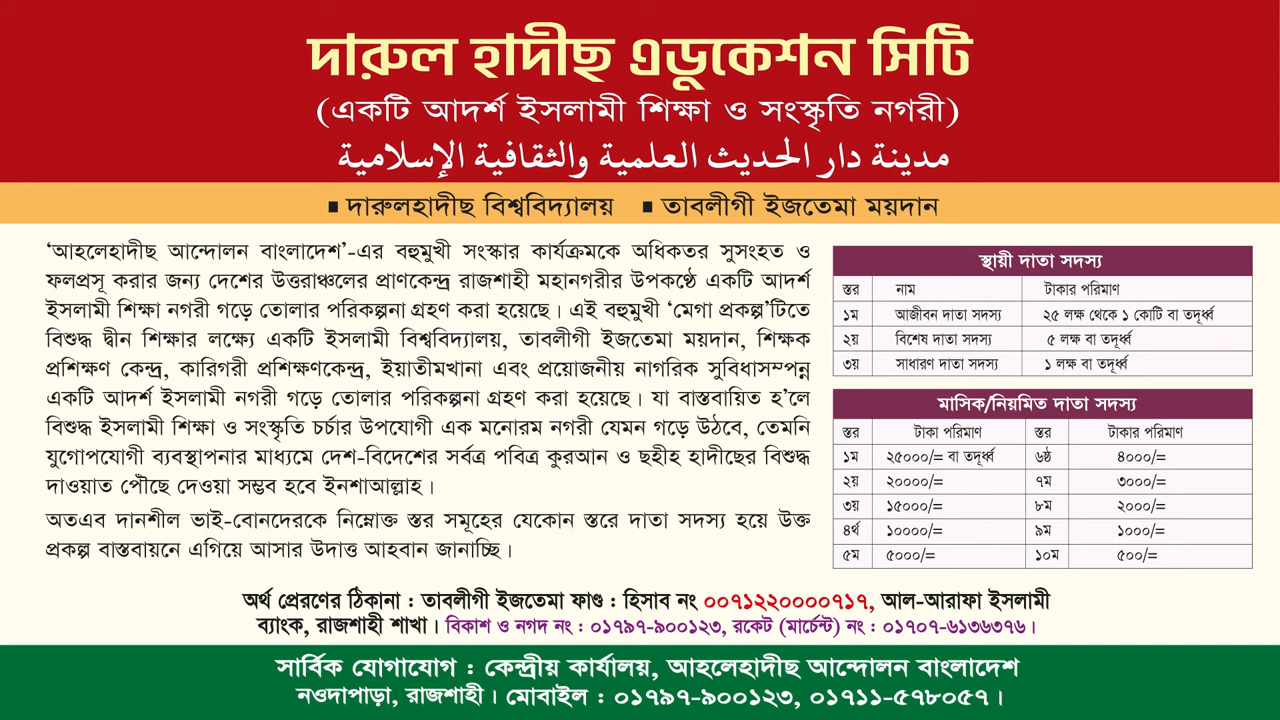 দারুল হাদীছ এডুকেশন সিটি
(একটি আদর্শ ইসলামী শিক্ষা ও সংস্কৃতি নগরী)
مدينة دار الحديث العلمية والثقافية الإسلامية
■ দারুলহাদীছ বিশ্ববিদ্যালয় ■ তাবলীগী ইজতেমা ময়দান
‘আহলেহাদীছ আন্দোলন বাংলাদেশ’-এর বহুমুখী সংস্কার কার্যক্রমকে অধিকতর সুসংহত ও
ফলপ্রসূ করার জন্য দেশের উত্তরাঞ্চলের প্রাণকেন্দ্র রাজশাহী মহানগরীর উপকণ্ঠে একটি আদর্শ
ইসলামী শিক্ষা নগরী গড়ে তোলার পরিকল্পনা গ্রহণ করা হয়েছে। এই বহুমুখী ‘মেগা প্রকল্প’টিতে
বিশুদ্ধ দ্বীন শিক্ষার লক্ষ্যে একটি ইসলামী বিশ্ববিদ্যালয়, তাবলীগী ইজতেমা ময়দান, শিক্ষক
প্রশিক্ষণ কেন্দ্র, কারিগরী প্রশিক্ষণকেন্দ্র, ইয়াতীমখানা এবং প্রয়োজনীয় নাগরিক সুবিধাসম্পন্ন
একটি আদর্শ ইসলামী নগরী গড়ে তোলার পরিকল্পনা গ্রহণ করা হয়েছে। যা বাস্তবায়িত হ’লে
বিশুদ্ধ ইসলামী শিক্ষা ও সংস্কৃতি চর্চার উপযোগী এক মনোরম নগরী যেমন গড়ে উঠবে, তেমনি
যুগোপযোগী ব্যবস্থাপনার মাধ্যমে দেশ-বিদেশের সর্বত্র পবিত্র কুরআন ও ছহীহ হাদীছের বিশুদ্ধ
দাওয়াত পৌঁছে দেওয়া সম্ভব হবে ইনশাআল্লাহ।
অতএব দানশীল ভাই-বোনদেরকে নিম্নোক্ত স্তর সমূহের যেকোন স্তরে দাতা সদস্য হয়ে উক্ত
প্রকল্প বাস্তবায়নে এগিয়ে আসার উদাত্ত আহবান জানাচ্ছি।
স্থায়ী দাতা সদস্য
স্তর নাম টাকার পরিমাণ
১ম আজীবন দাতা সদস্য ২৫ লক্ষ থেকে ১ কোটি বা তদূর্ধ্ব
২য় বিশেষ দাতা সদস্য ৫ লক্ষ বা তদূর্ধ্ব
৩য় সাধারণ দাতা সদস্য ১ লক্ষ বা তদূর্ধ্ব
মাসিক/নিয়মিত দাতা সদস্য
স্তর টাকা পরিমাণ স্তর টাকার পরিমাণ
১ম ২৫০০০/= বা তদূর্ধ্ব ৬ষ্ঠ ৪০০০/=
২য় ২০০০০/= ৭ম ৩০০০/=
৩য় ১৫০০০/= ৮ম ২০০০/=
৪র্থ ১০০০০/= ৯ম ১০০০/=
৫ম ৫০০০/= ১০ম ৫০০/=
অর্থ প্রেরণের ঠিকানা : তাবলীগী ইজতেমা ফাণ্ড : হিসাব নং ০০৭১২২০০০০৭১৭, আল-আরাফা ইসলামী
ব্যাংক, রাজশাহী শাখা। বিকাশ ও নগদ নং : ০১৭৯৭-৯০০১২৩, রকেট (মার্চেন্ট) নং : ০১৭০৭-৬১৩৬৩৭৬।
সার্বিক যোগাযোগ : কেন্দ্রীয় কার্যালয়, আহলেহাদীছ আন্দোলন বাংলাদেশ
নওদাপাড়া, রাজশাহী। মোবাইল : ০১৭৯৭-৯০০১২৩, ০১৭১১-৫৭৮০৫৭।